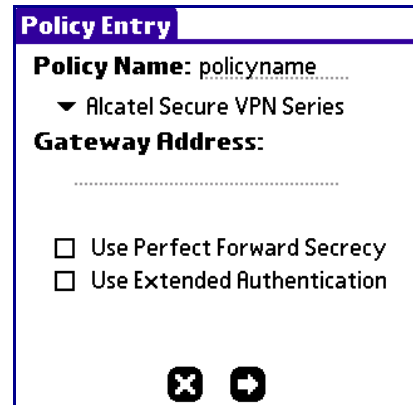 Policy Entry
Policy Name: policyname
Alcatel Secure VPN Series
Gateway Address:
Use Perfect Forward Secrecy
Use Extended Authentication